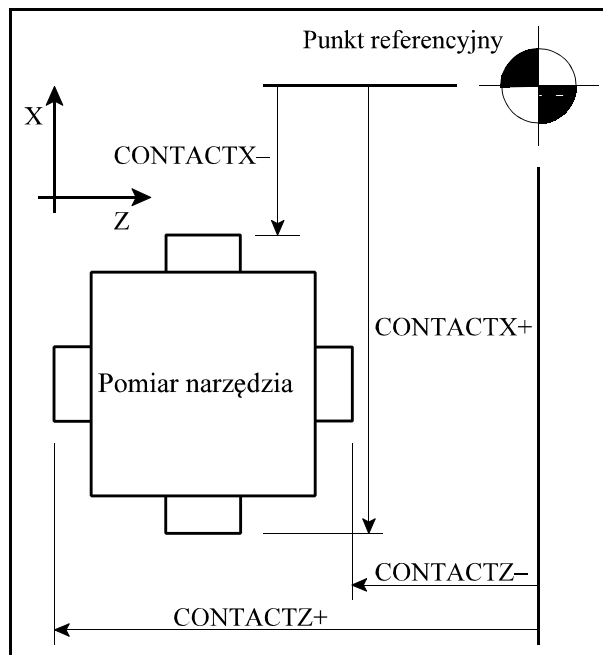 Punkt referencyjny
X
CONTACTX–
Z
CONTACTX+
Pomiar narzędzia
CONTACTZ–
CONTACTZ+